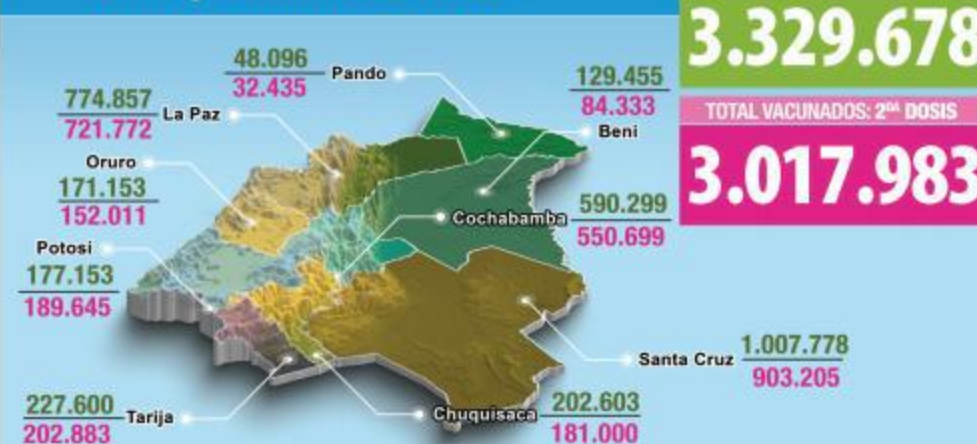 3.329.678
TOTAL VACUNADOS: 2DA DOSIS
3.017.983
48.096
32.435
Pando
129.455
84.333
Beni
774.857
721.772
La Paz
Oruro
171.153
152.011
Cochabamba
590.299
550.699
Potosi
177.153
189.645
Santa Cruz
1.007.778
903.205
227.600
202.883
Tarija
Chuquisaca
202.603
181.000